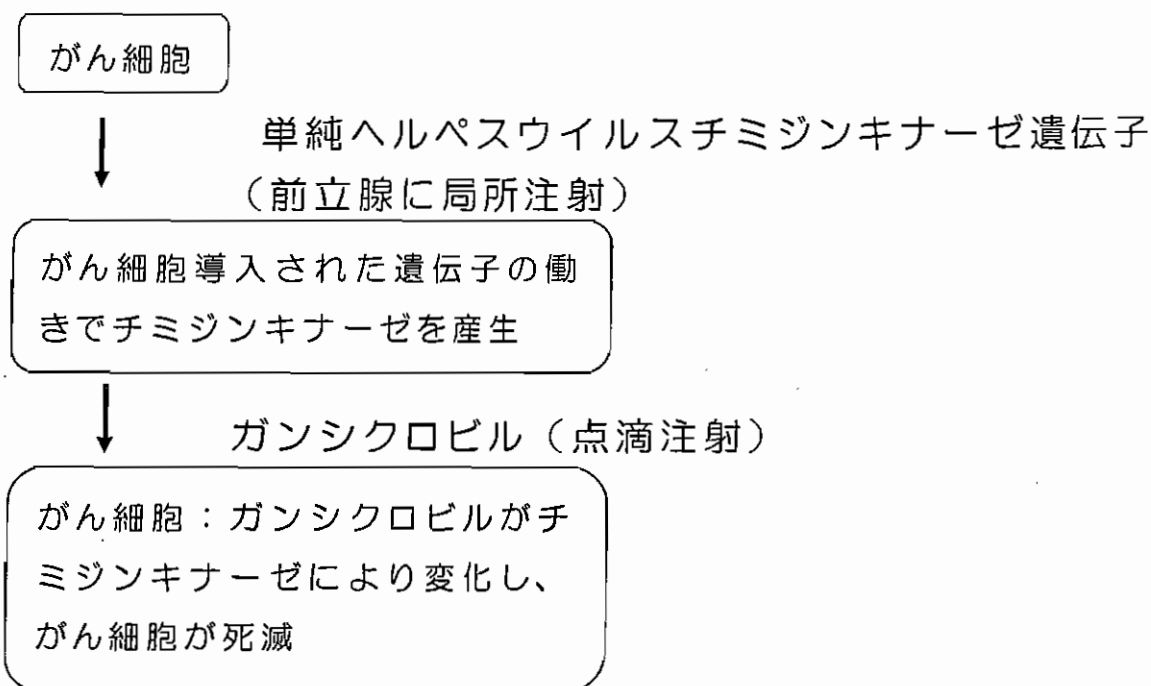 がん細胞
単純ヘルペスウイルスチミジンキナーゼ遺伝子
（前立腺に局所注射）
がん細胞導入された遺伝子の働
きでチミジンキナーゼを産生
ガンシクロビル（点滴注射）
がん細胞：ガンシクロビルがチ
ミジンキナーゼにより変化し、
がん細胞が死滅